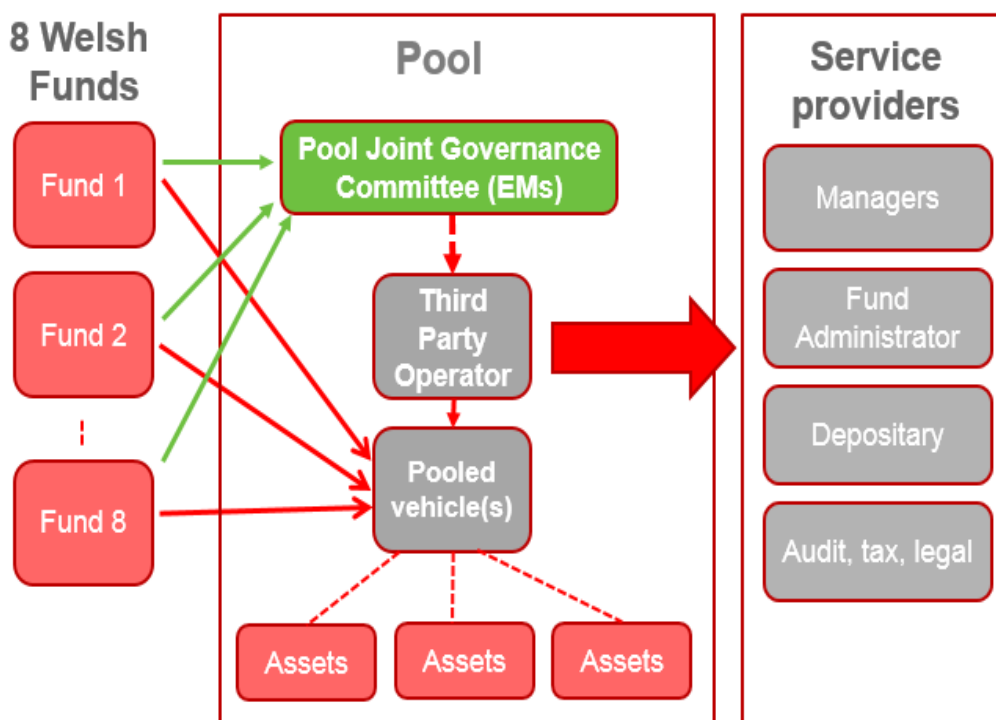 8 Welsh
Funds
Fund 1
Fund 2
Fund 8
Pool
Pool Joint Governance
Committee (EMs)
Third
Party
Operator
Pooled
vehicle(s)
Assets
Assets
Assets
Service
providers
Managers
Fund
Administrator
Depositary
Audit, tax, legal